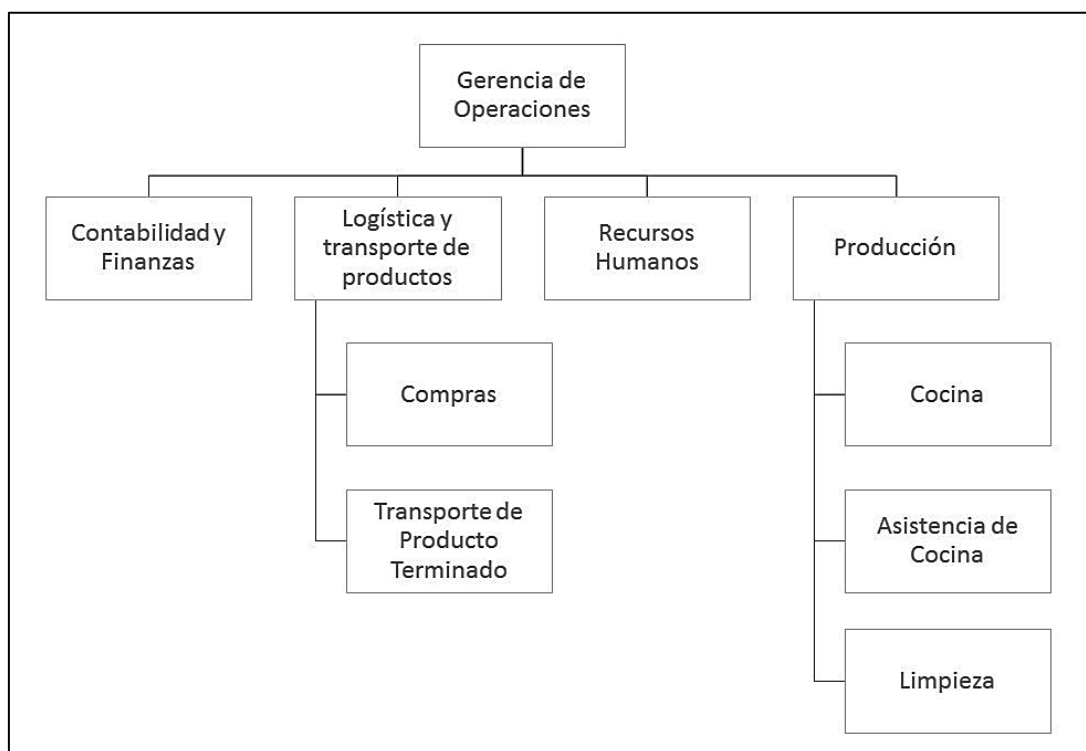 Gerencia de
Operaciones
Contabilidad y
Finanzas
Logística y
transporte de
productos
Recursos
Humanos
Producción
Compras
Transporte de
Producto
Terminado
Cocina
Asistencia de
Cocina
Limpieza